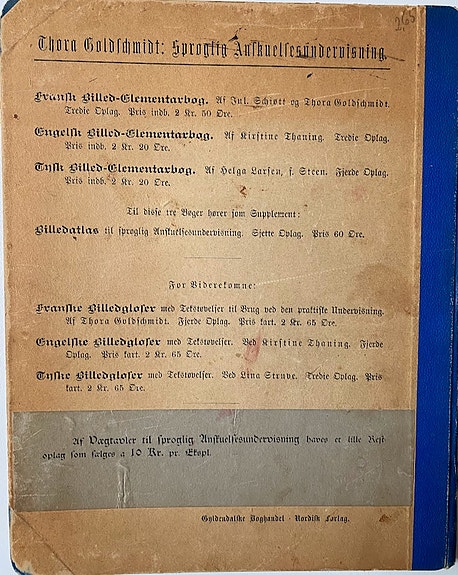 Thora Goldschmidt: Sproglig Anskuelsesundervisning.
Fransk Billed-Elementarbog. Af Jul. Schiøtt og Thora Goldschmidt.
Tredie Oplag. Pris indb. 2 Kr. 50 Øre.
Engelsk Billed-Elementarbog. Af Kirstine Thaning. Tredie Oplag.
Pris indb. 2 Kr. 20 Øre.
Tysk Billed-Elementarbog. Af Helga Larsen, f. Steen. Fjerde Oplag.
Pris indb. 2 Kr. 20 Øre.
Til disse tre Bøger hører som Supplement:
Billedatlas til sproglig Anskuelsesundervisning. Sjette Oplag. Pris 60 Øre.
For Viderekomne:
Franske Billedgloser med Tekstøvelser til Brug ved den praktiske Undervisning.
Af Thora Goldschmidt. Fjerde Oplag. Pris kart. 2 Kr. 65 Øre.
Engelske Billedgloser med Tekstøvelser. Ved Kirstine Thaning. Fjerde
Oplag. Pris kart. 2 Kr. 65 Øre.
Tyske Billedgloser med Tekstøvelser. Ved Lina Struve. Tredie Oplag. Pris
kart. 2 Kr. 65 Øre.
Af Vægtavler til sproglig Anskuelsesundervisning haves et lille Rest-
oplag som sælges a 10 Kr. pr. Ekspl.
Gyldendalske Boghandel · Nordisk Forlag.